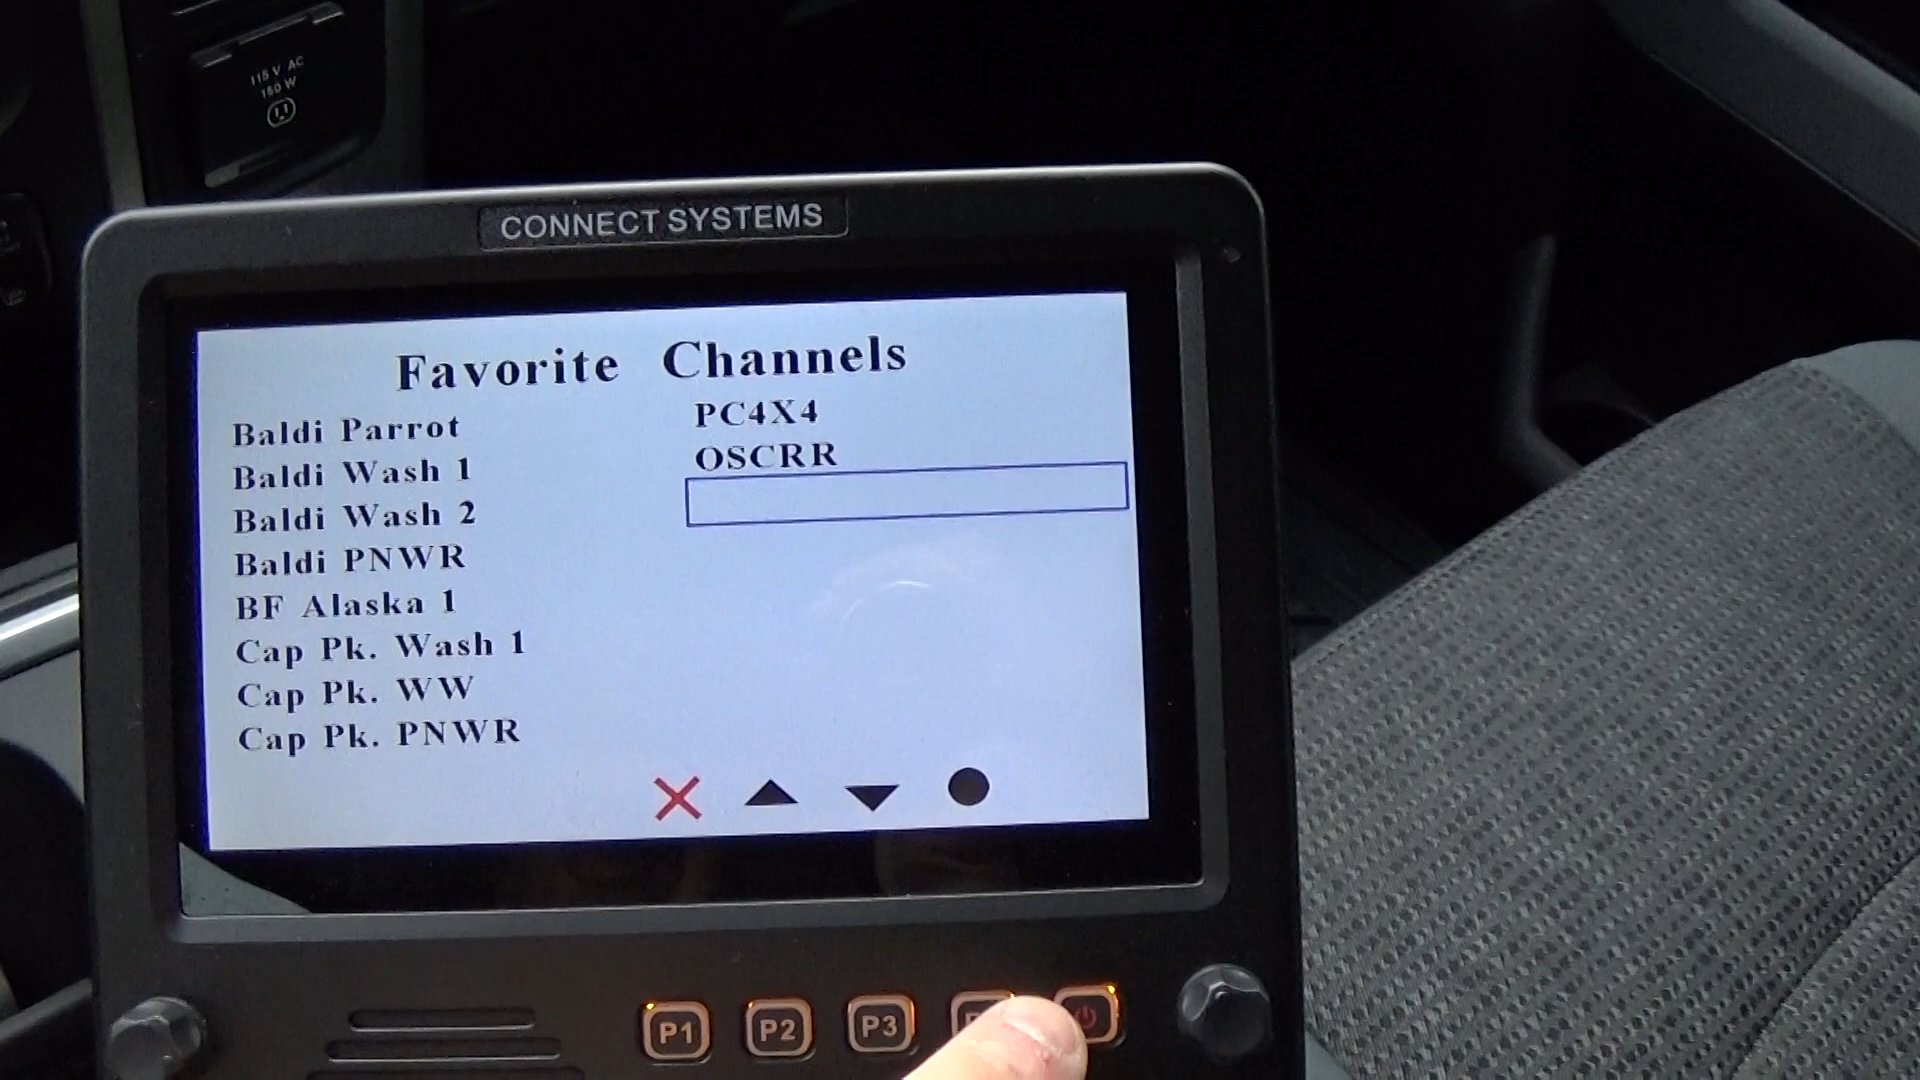 115 V AC
150 W
CONNECT SYSTEMS
Favorite Channels
Baldi Parrot
Baldi Wash 1
Baldi Wash 2
Baldi PNWR
BF Alaska 1
Cap Pk. Wash 1
Cap Pk. WW
Cap Pk. PNWR
PC4X4
OSCRR
P1
P2
P3